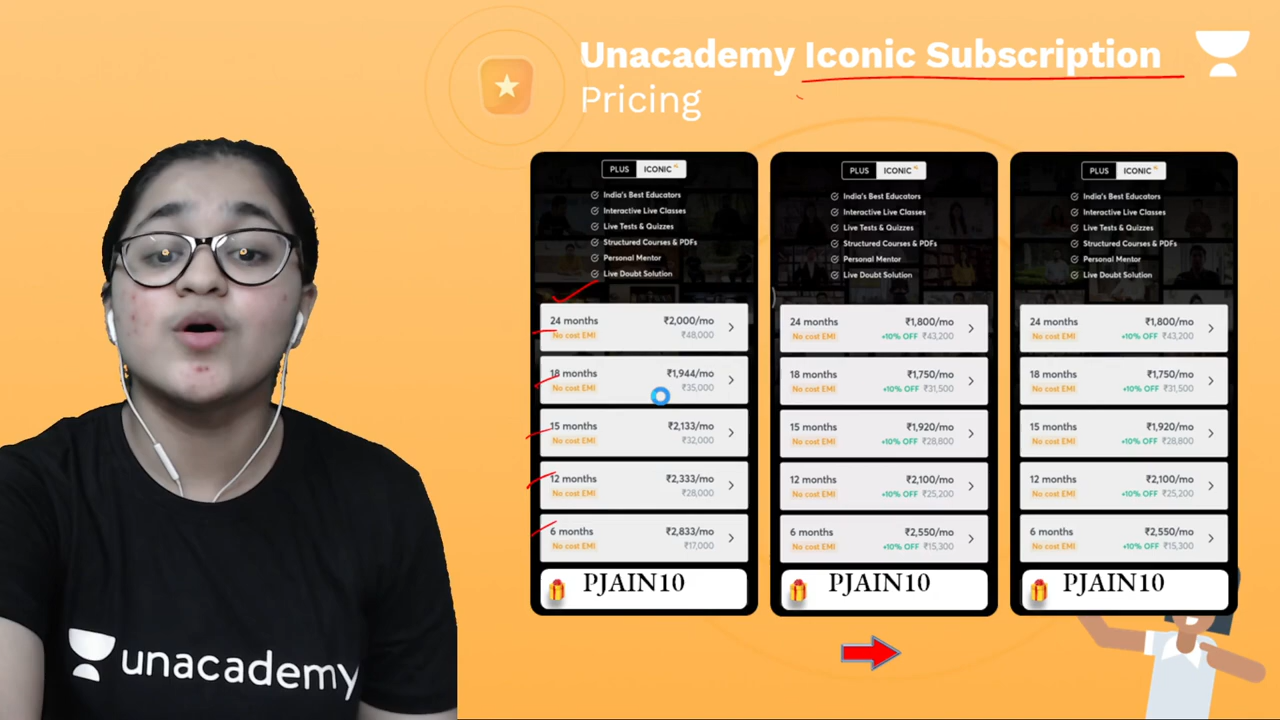 Unacademy Iconic Subscription
Pricing
PLUS ICONIC
India's Best Educators
Interactive Live Classes
Live Tests & Quizzes
Structured Courses & PDFs
Personal Mentor
Live Doubt Solution
24 months ₹2,000/mo
No cost EMI ₹48,000
18 months ₹1,944/mo
No cost EMI ₹35,000
15 months ₹2,133/mo
No cost EMI ₹32,000
12 months ₹2,333/mo
No cost EMI ₹28,000
6 months ₹2,833/mo
No cost EMI ₹17,000
PJAIN10
PLUS ICONIC
India's Best Educators
Interactive Live Classes
Live Tests & Quizzes
Structured Courses & PDFs
Personal Mentor
Live Doubt Solution
24 months ₹1,800/mo
No cost EMI +10% OFF ₹43,200
18 months ₹1,750/mo
No cost EMI +10% OFF ₹31,500
15 months ₹1,920/mo
No cost EMI +10% OFF ₹28,800
12 months ₹2,100/mo
No cost EMI +10% OFF ₹25,200
6 months ₹2,550/mo
No cost EMI +10% OFF ₹15,300
PJAIN10
PLUS ICONIC
India's Best Educators
Interactive Live Classes
Live Tests & Quizzes
Structured Courses & PDFs
Personal Mentor
Live Doubt Solution
24 months ₹1,800/mo
No cost EMI +10% OFF ₹43,200
18 months ₹1,750/mo
No cost EMI +10% OFF ₹31,500
15 months ₹1,920/mo
No cost EMI +10% OFF ₹28,800
12 months ₹2,100/mo
No cost EMI +10% OFF ₹25,200
6 months ₹2,550/mo
No cost EMI +10% OFF ₹15,300
PJAIN10
unacademy